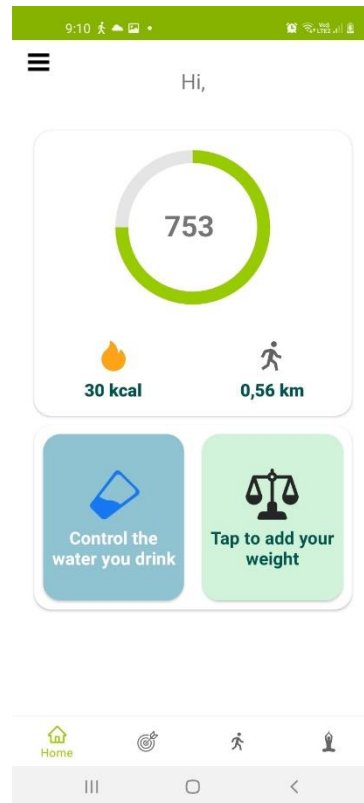 9:10
Hi,
753
30 kcal
0,56 km
Control the
water you drink
Tap to add your
weight
Home